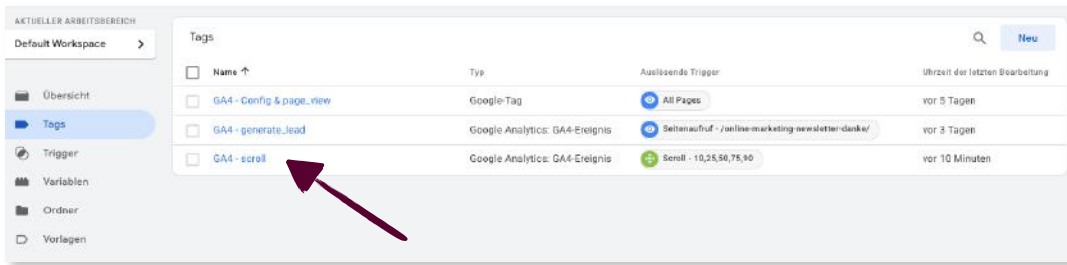 AKTUELLER ARBEITSBEREICH
Default Workspace
Übersicht
Tags
Trigger
Variablen
Ordner
Vorlagen
Tags
Neu
Name Typ Auslösende Trigger Uhrzeit der letzten Bearbeitung
GA4 - Config & page_view Google-Tag All Pages vor 5 Tagen
GA4 - generate_lead Google Analytics: GA4-Ereignis Seitenaufruf - /online-marketing-newsletter-danke/ vor 3 Tagen
GA4 - scroll Google Analytics: GA4-Ereignis Scroll - 10,25,50,75,90 vor 10 Minuten